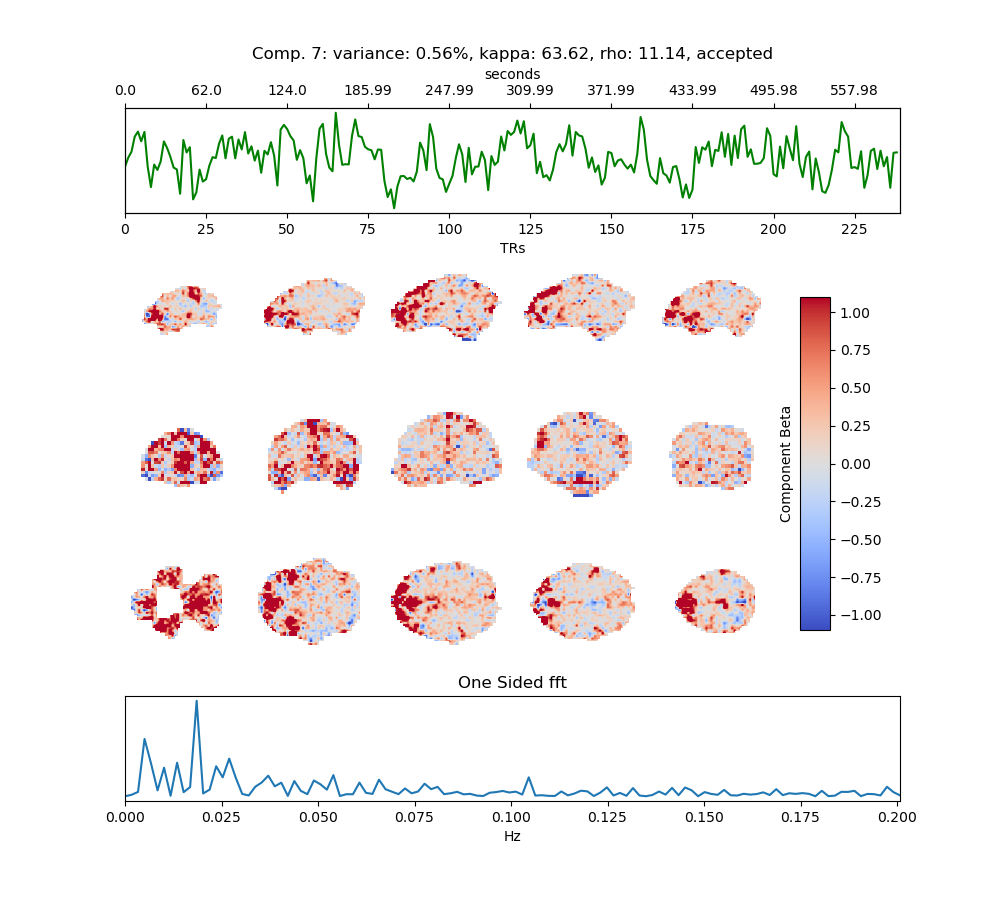 Comp. 7: variance: 0.56%, kappa: 63.62, rho: 11.14, accepted
seconds
0.0 62.0 124.0 185.99 247.99 309.99 371.99 433.99 495.98 557.98
0 25 50 75 100 125 150 175 200 225
TRs
1.00
0.75
0.50
0.25
0.00
−0.25
−0.50
−0.75
−1.00
Component Beta
One Sided fft
0.000 0.025 0.050 0.075 0.100 0.125 0.150 0.175 0.200
Hz